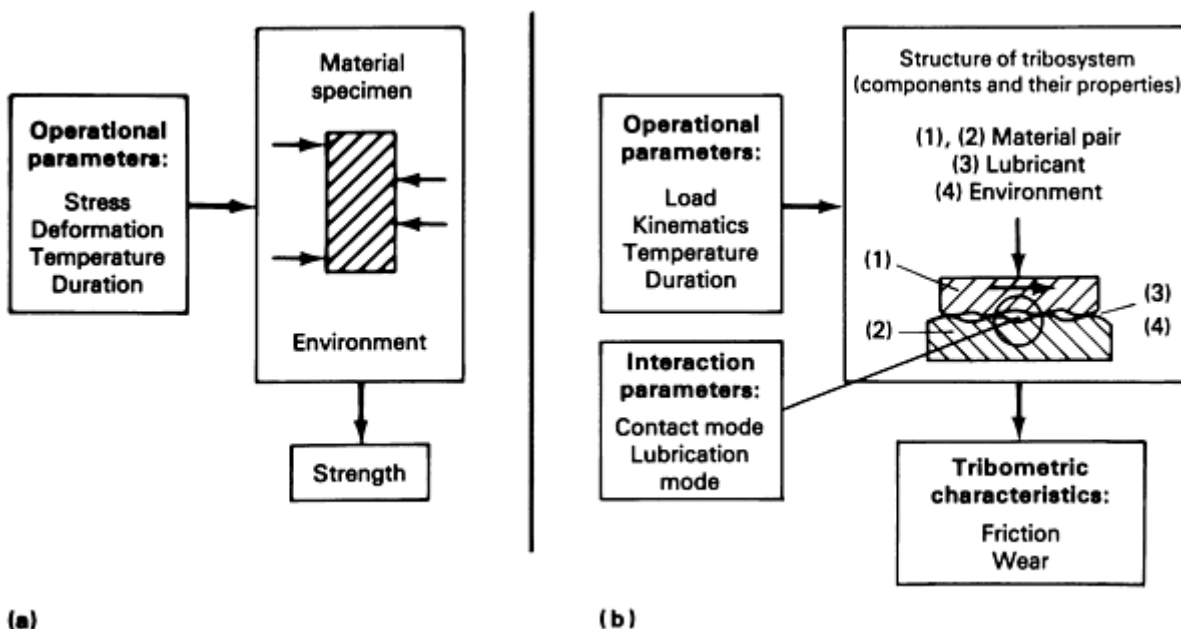 Operational
parameters:
Stress
Deformation
Temperature
Duration
Material
specimen
Environment
Strength
(a)
Operational
parameters:
Load
Kinematics
Temperature
Duration
Interaction
parameters:
Contact mode
Lubrication
mode
Structure of tribosystem
(components and their properties)
(1), (2) Material pair
(3) Lubricant
(4) Environment
(1)
(2)
(3)
(4)
Tribometric
characteristics:
Friction
Wear
(b)